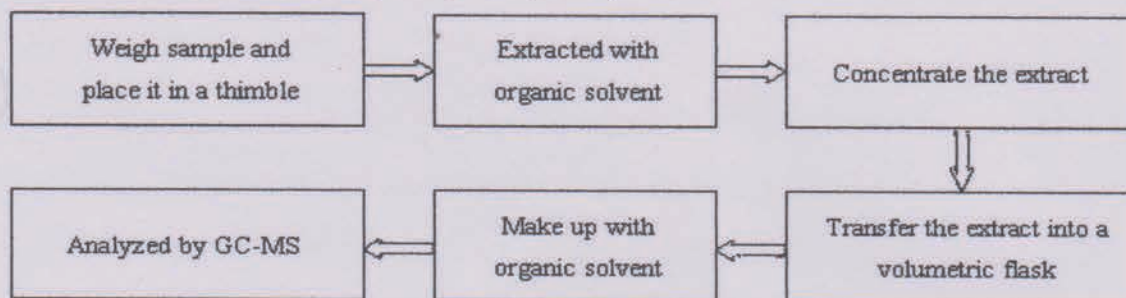 Weigh sample and
place it in a thimble
Extracted with
organic solvent
Concentrate the extract
Transfer the extract into a
volumetric flask
Make up with
organic solvent
Analyzed by GC-MS